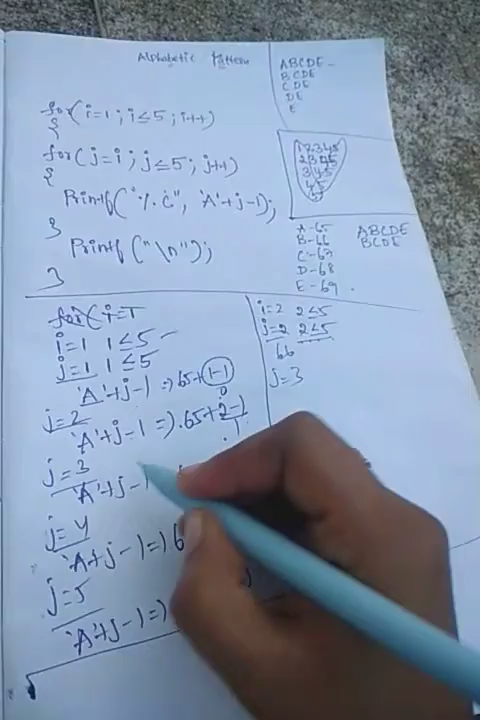 Alphabetic Pattern
for(i=1; i≤5; i++)
{
for(j=i; j≤5; j++)
{
Printf("%c", 'A'+j-1);
}
Printf("\n");
}
ABCDE
BCDE
CDE
DE
E
12345
2345
345
45
5
A-65
B-66
C-67
D-68
E-69.
ABCDE
BCDE
for(i=1
i=1 1≤5
j=1 1≤5
'A'+j-1 => 65+1-1
0
j=2
'A'+j-1 => 65+2-1
1
j=3
'A'+j-1
j=4
'A'+j-1=> 6
j=5
'A'+j-1=>
i=2 2≤5
j=2 2≤5
66
j=3